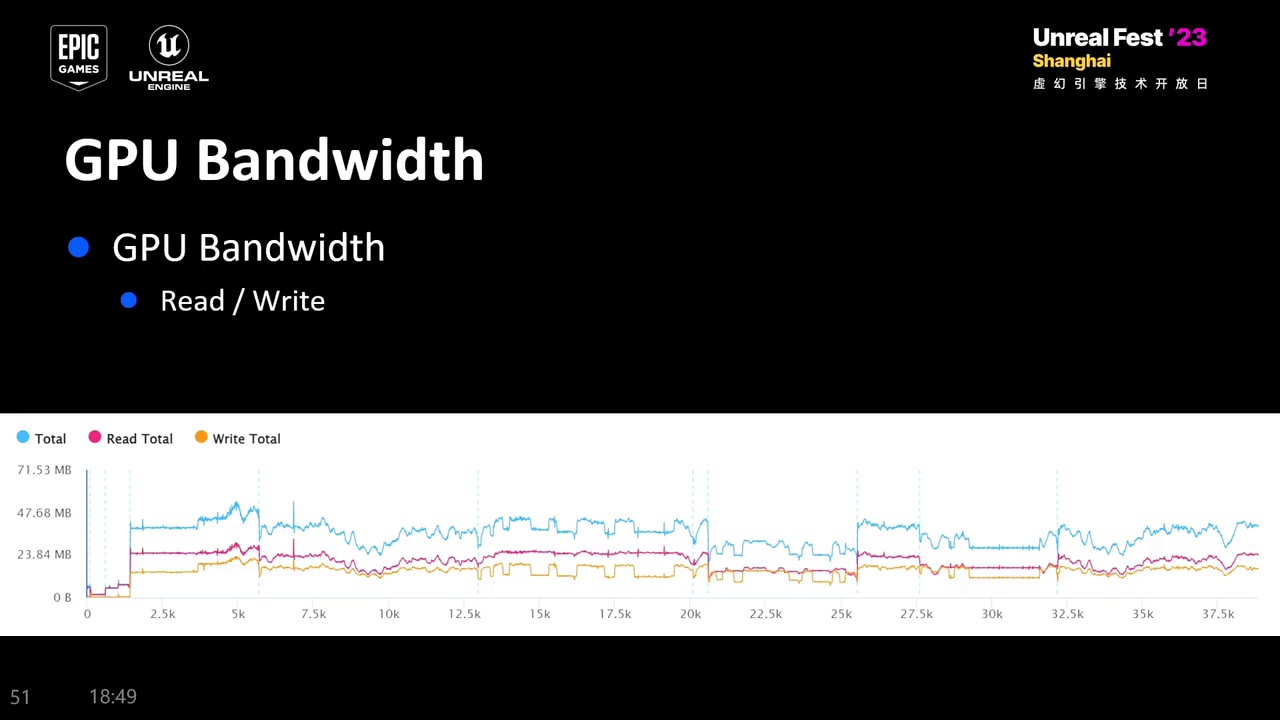 EPIC
GAMES
UNREAL
ENGINE
Unreal Fest '23
Shanghai
虚幻引擎技术开放日
GPU Bandwidth
GPU Bandwidth
Read / Write
Total Read Total Write Total
71.53 MB
47.68 MB
23.84 MB
0 B
0 2.5k 5k 7.5k 10k 12.5k 15k 17.5k 20k 22.5k 25k 27.5k 30k 32.5k 35k 37.5k
51 18:49